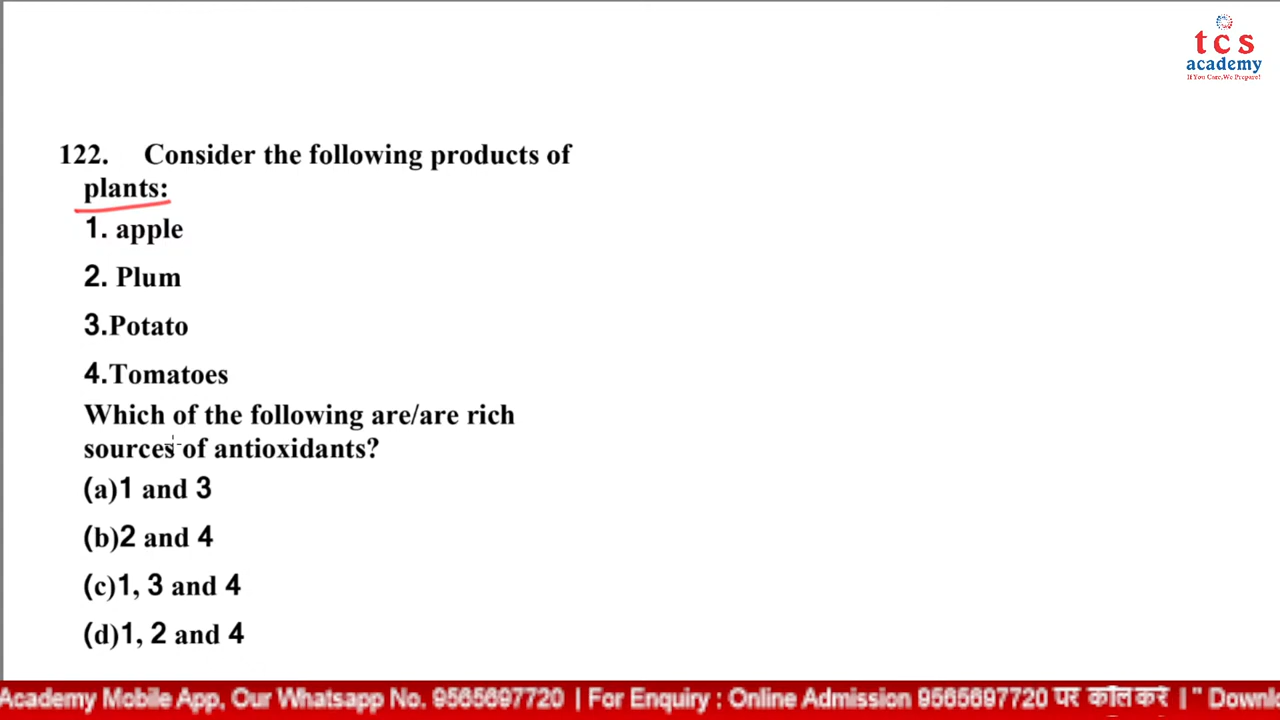 tcs
academy
If You Care,We Prepare!
122. Consider the following products of
plants:
1. apple
2. Plum
3.Potato
4.Tomatoes
Which of the following are/are rich
sources of antioxidants?
(a)1 and 3
(b)2 and 4
(c)1, 3 and 4
(d)1, 2 and 4
Academy Mobile App, Our Whatsapp No. 9565697720 | For Enquiry : Online Admission 9565697720 पर कॉल करें | "